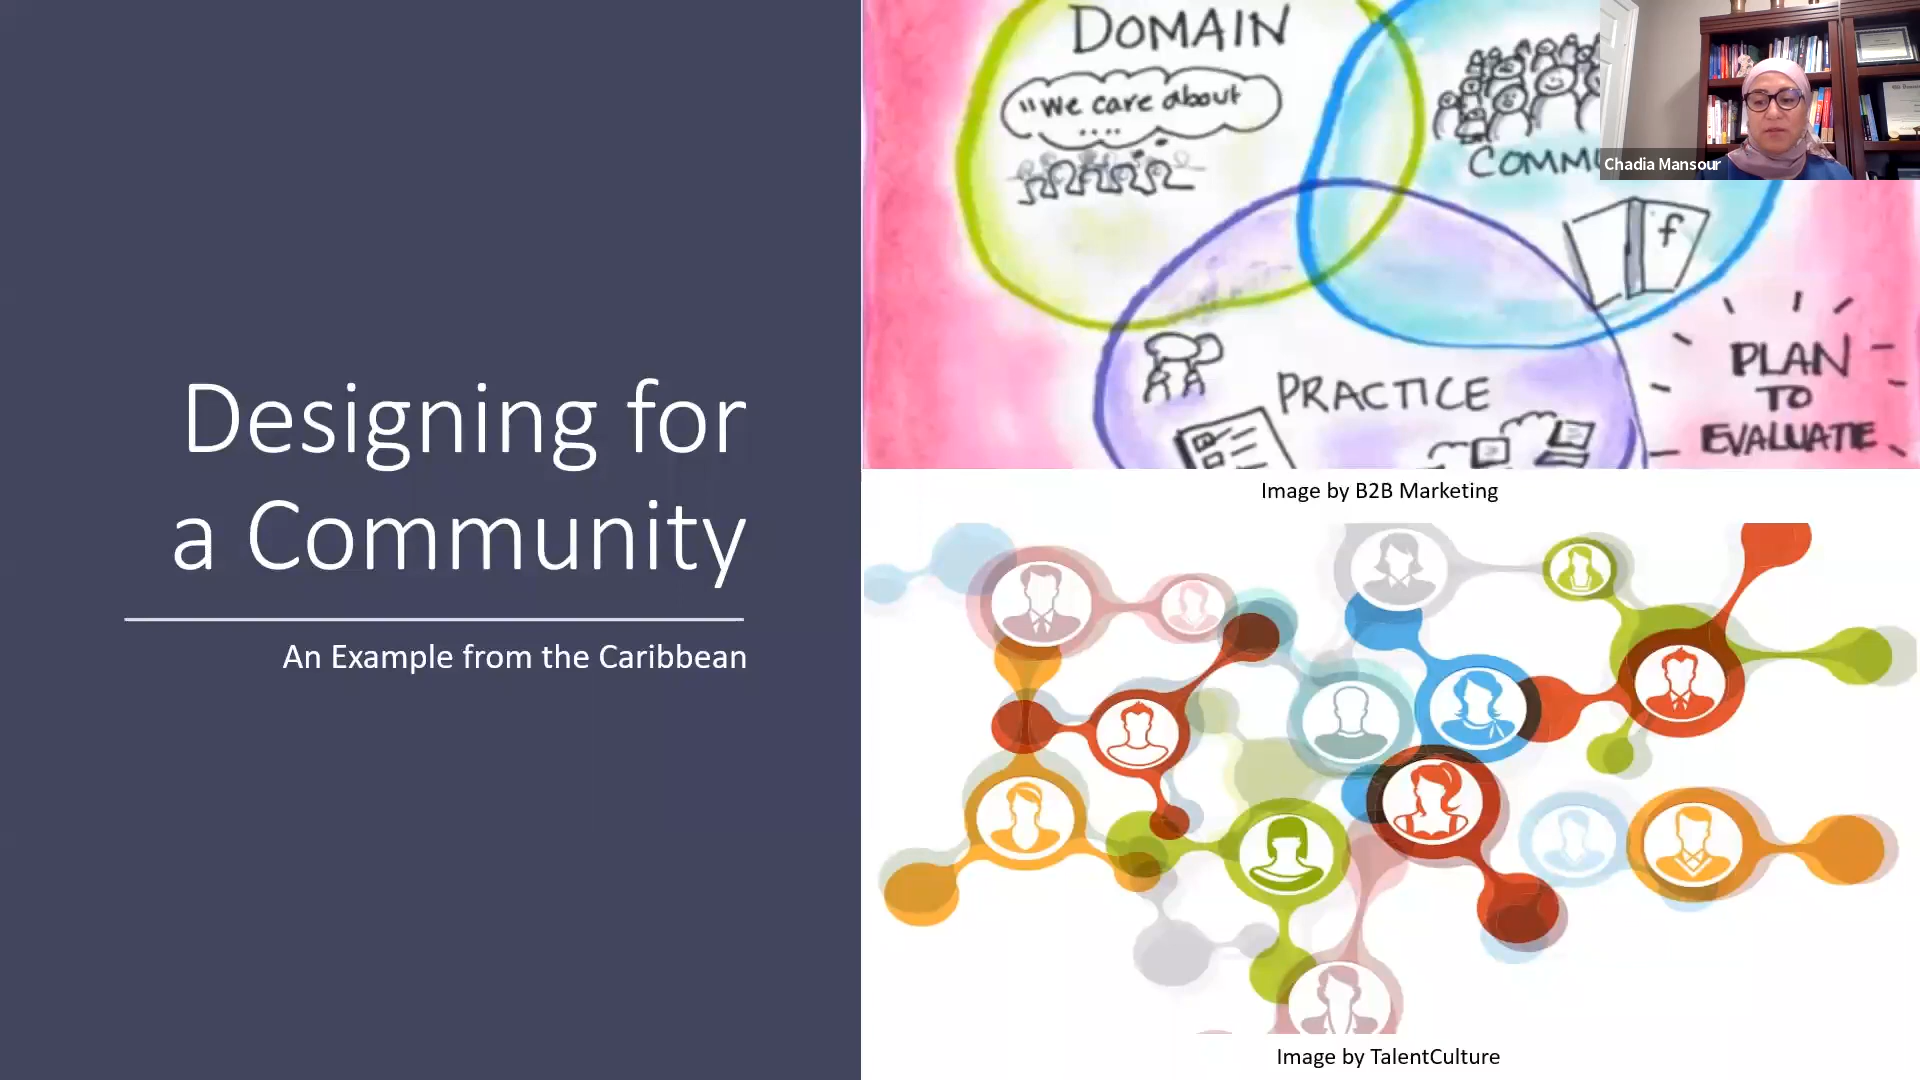 Designing for
a Community
An Example from the Caribbean
DOMAIN
"We care about
....
COMMU
f
PRACTICE
PLAN
TO
EVALUATE
Chadia Mansour
Image by B2B Marketing
Image by TalentCulture